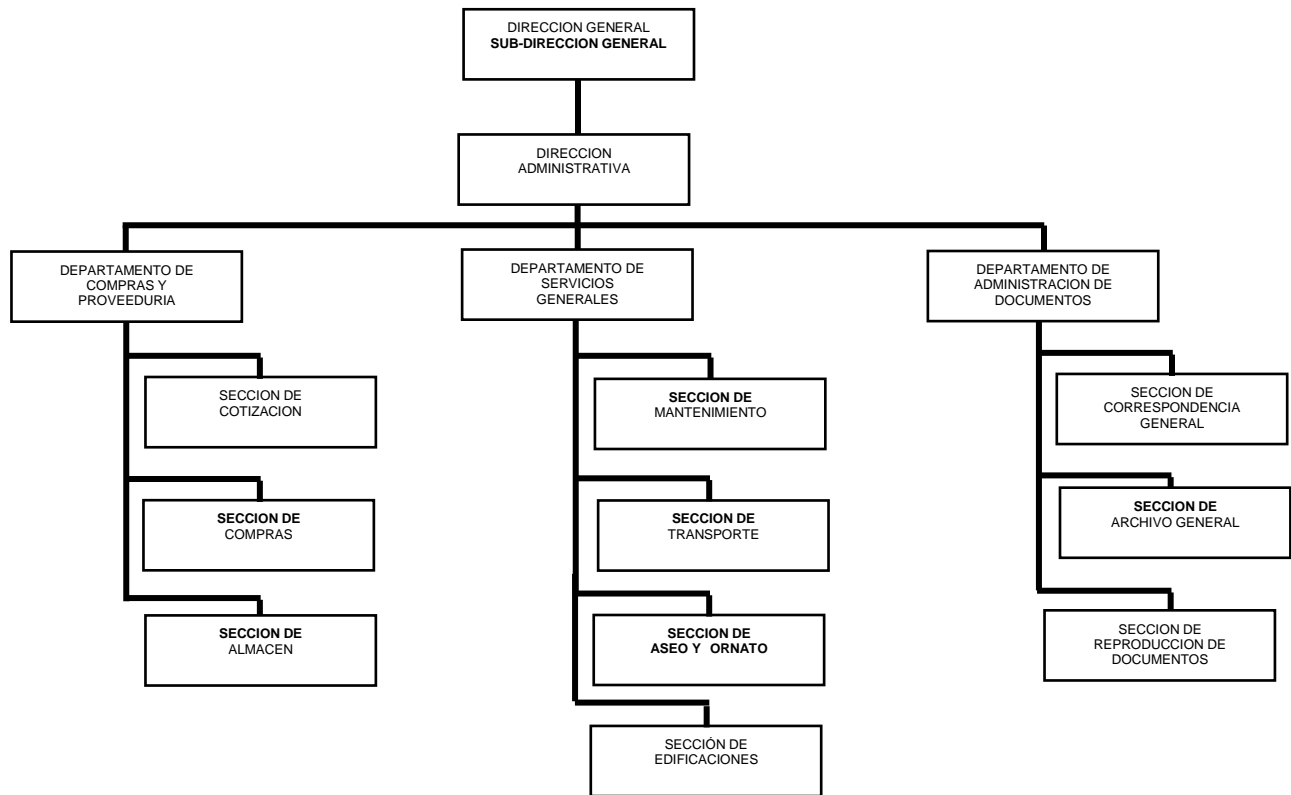 DIRECCION GENERAL
SUB-DIRECCION GENERAL
DIRECCION
ADMINISTRATIVA
DEPARTAMENTO DE
COMPRAS Y
PROVEEDURIA
DEPARTAMENTO DE
SERVICIOS
GENERALES
DEPARTAMENTO DE
ADMINISTRACION DE
DOCUMENTOS
SECCION DE
COTIZACION
SECCION DE
MANTENIMIENTO
SECCION DE
CORRESPONDENCIA
GENERAL
SECCION DE
COMPRAS
SECCION DE
TRANSPORTE
SECCION DE
ARCHIVO GENERAL
SECCION DE
ALMACEN
SECCION DE
ASEO Y ORNATO
SECCION DE
REPRODUCCION DE
DOCUMENTOS
SECCIÓN DE
EDIFICACIONES